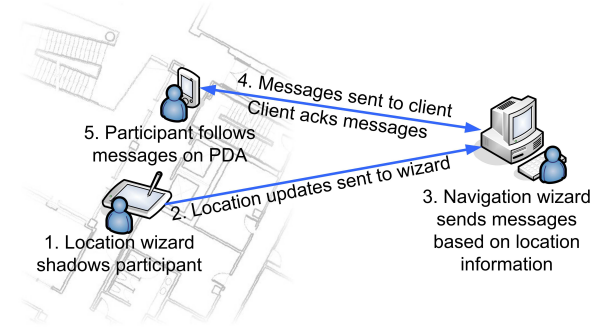 4. Messages sent to client
Client acks messages
5. Participant follows
messages on PDA
2. Location updates sent to wizard
3. Navigation wizard
sends messages
based on location
information
1. Location wizard
shadows participant